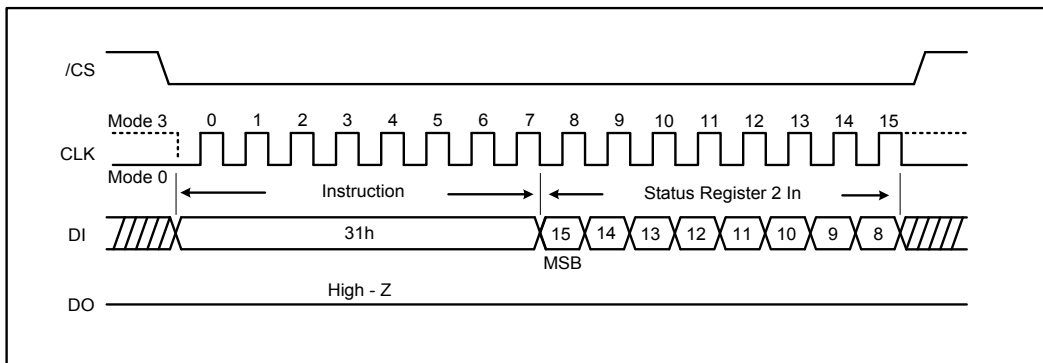 /CS
Mode 3 0 1 2 3 4 5 6 7 8 9 10 11 12 13 14 15
CLK
Mode 0
Instruction Status Register 2 In
DI 31h 15 14 13 12 11 10 9 8
MSB
High - Z
DO